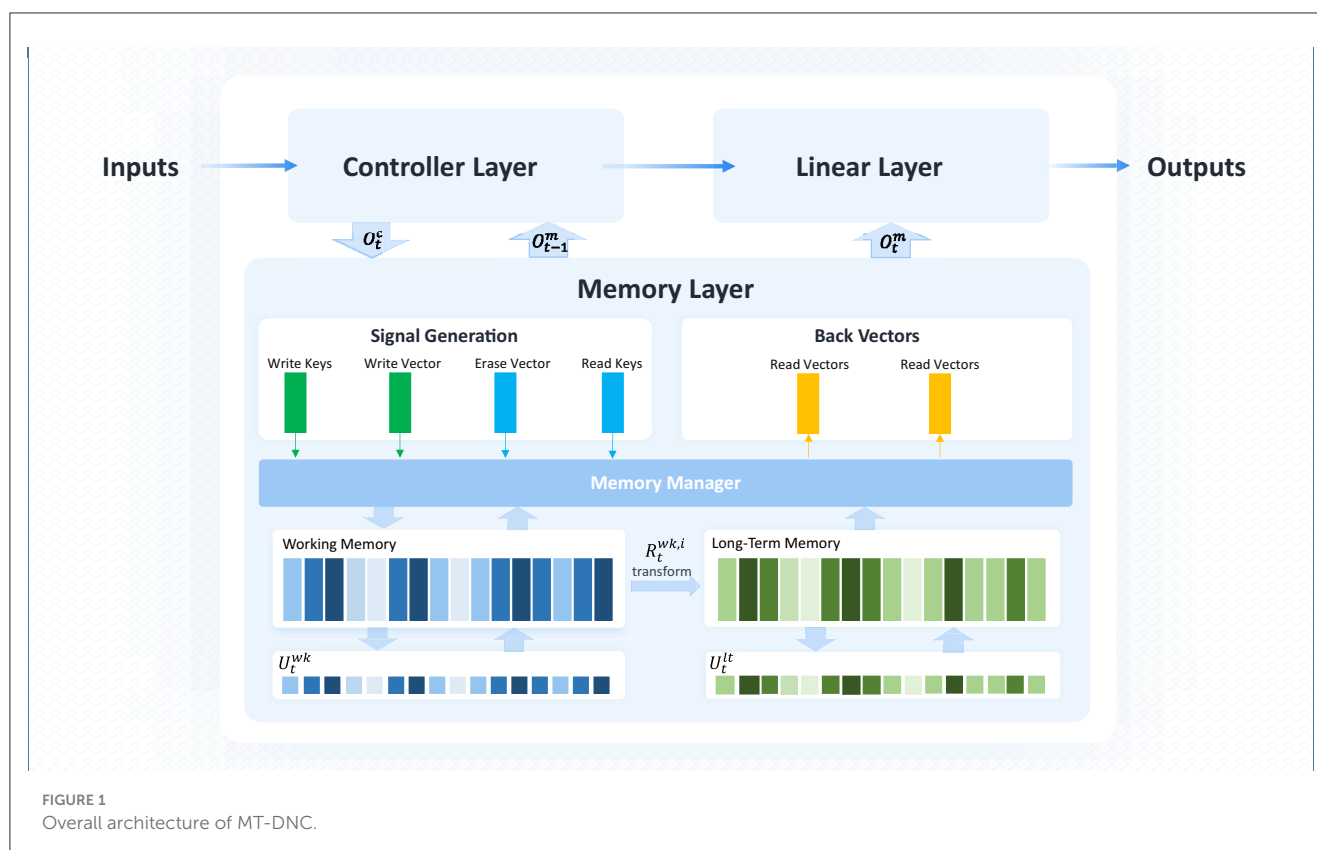 Inputs
Controller Layer
Linear Layer
Outputs
O_t^c
O_{t-1}^m
O_t^m
Memory Layer
Signal Generation
Write Keys
Write Vector
Erase Vector
Read Keys
Back Vectors
Read Vectors
Read Vectors
Memory Manager
Working Memory
R_t^{wk,i}
transform
Long-Term Memory
U_t^{wk}
U_t^{lt}
FIGURE 1
Overall architecture of MT-DNC.